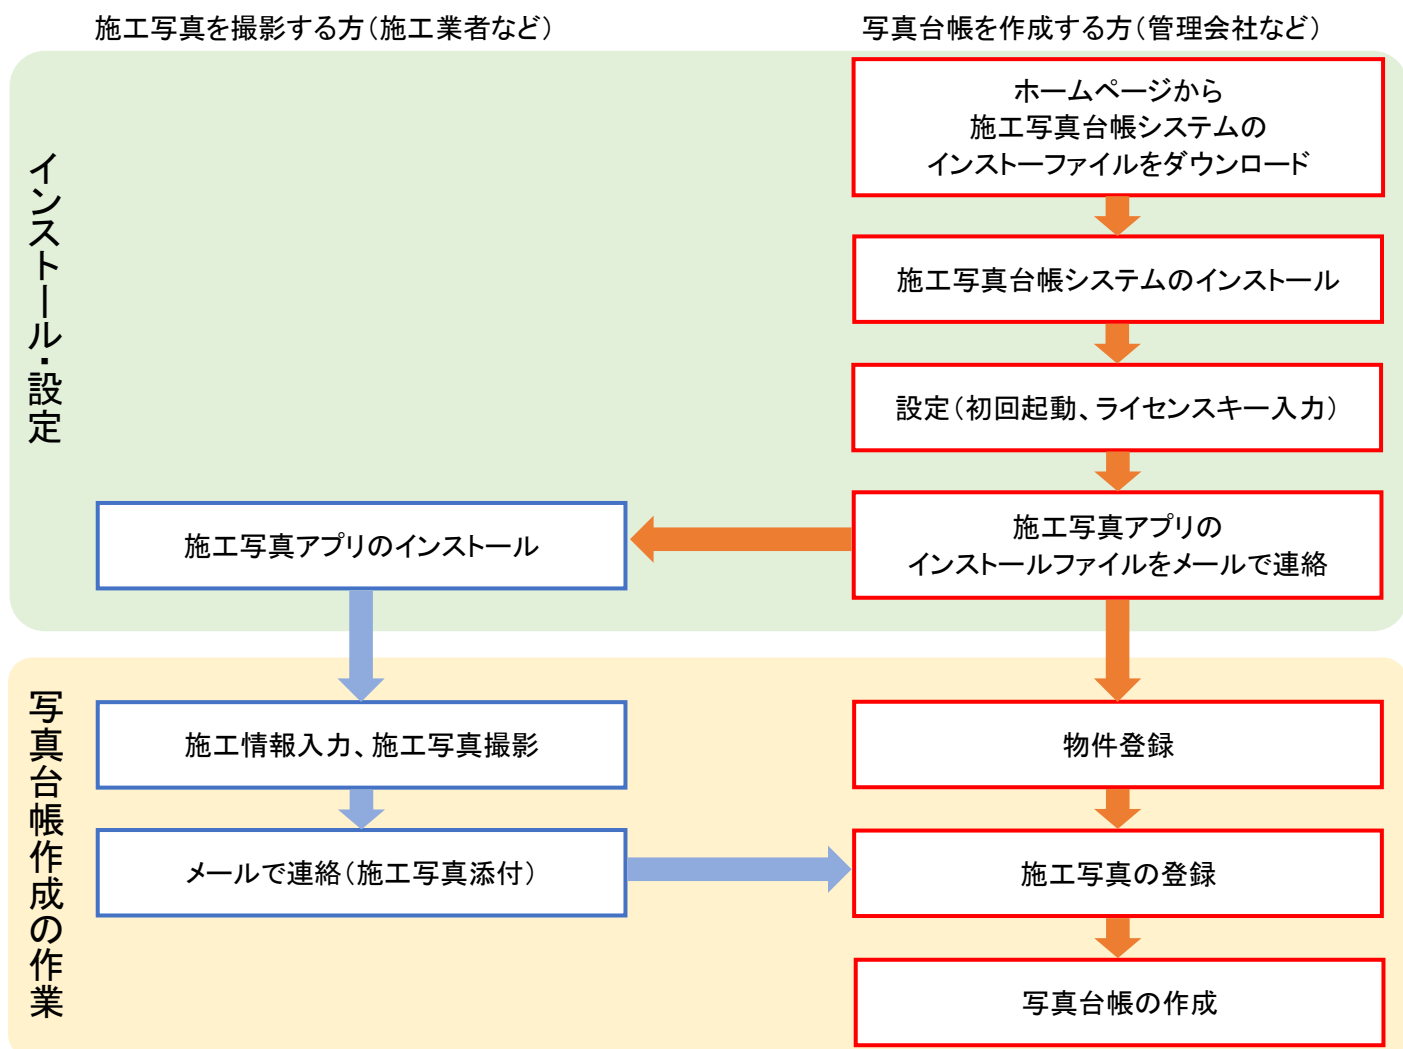 施工写真を撮影する方（施工業者など）
写真台帳を作成する方（管理会社など）
インストール・設定
ホームページから
施工写真台帳システムの
インストーファイルをダウンロード
施工写真台帳システムのインストール
設定（初回起動、ライセンスキー入力）
施工写真アプリのインストール
施工写真アプリの
インストールファイルをメールで連絡
写真台帳作成の作業
施工情報入力、施工写真撮影
物件登録
メールで連絡（施工写真添付）
施工写真の登録
写真台帳の作成